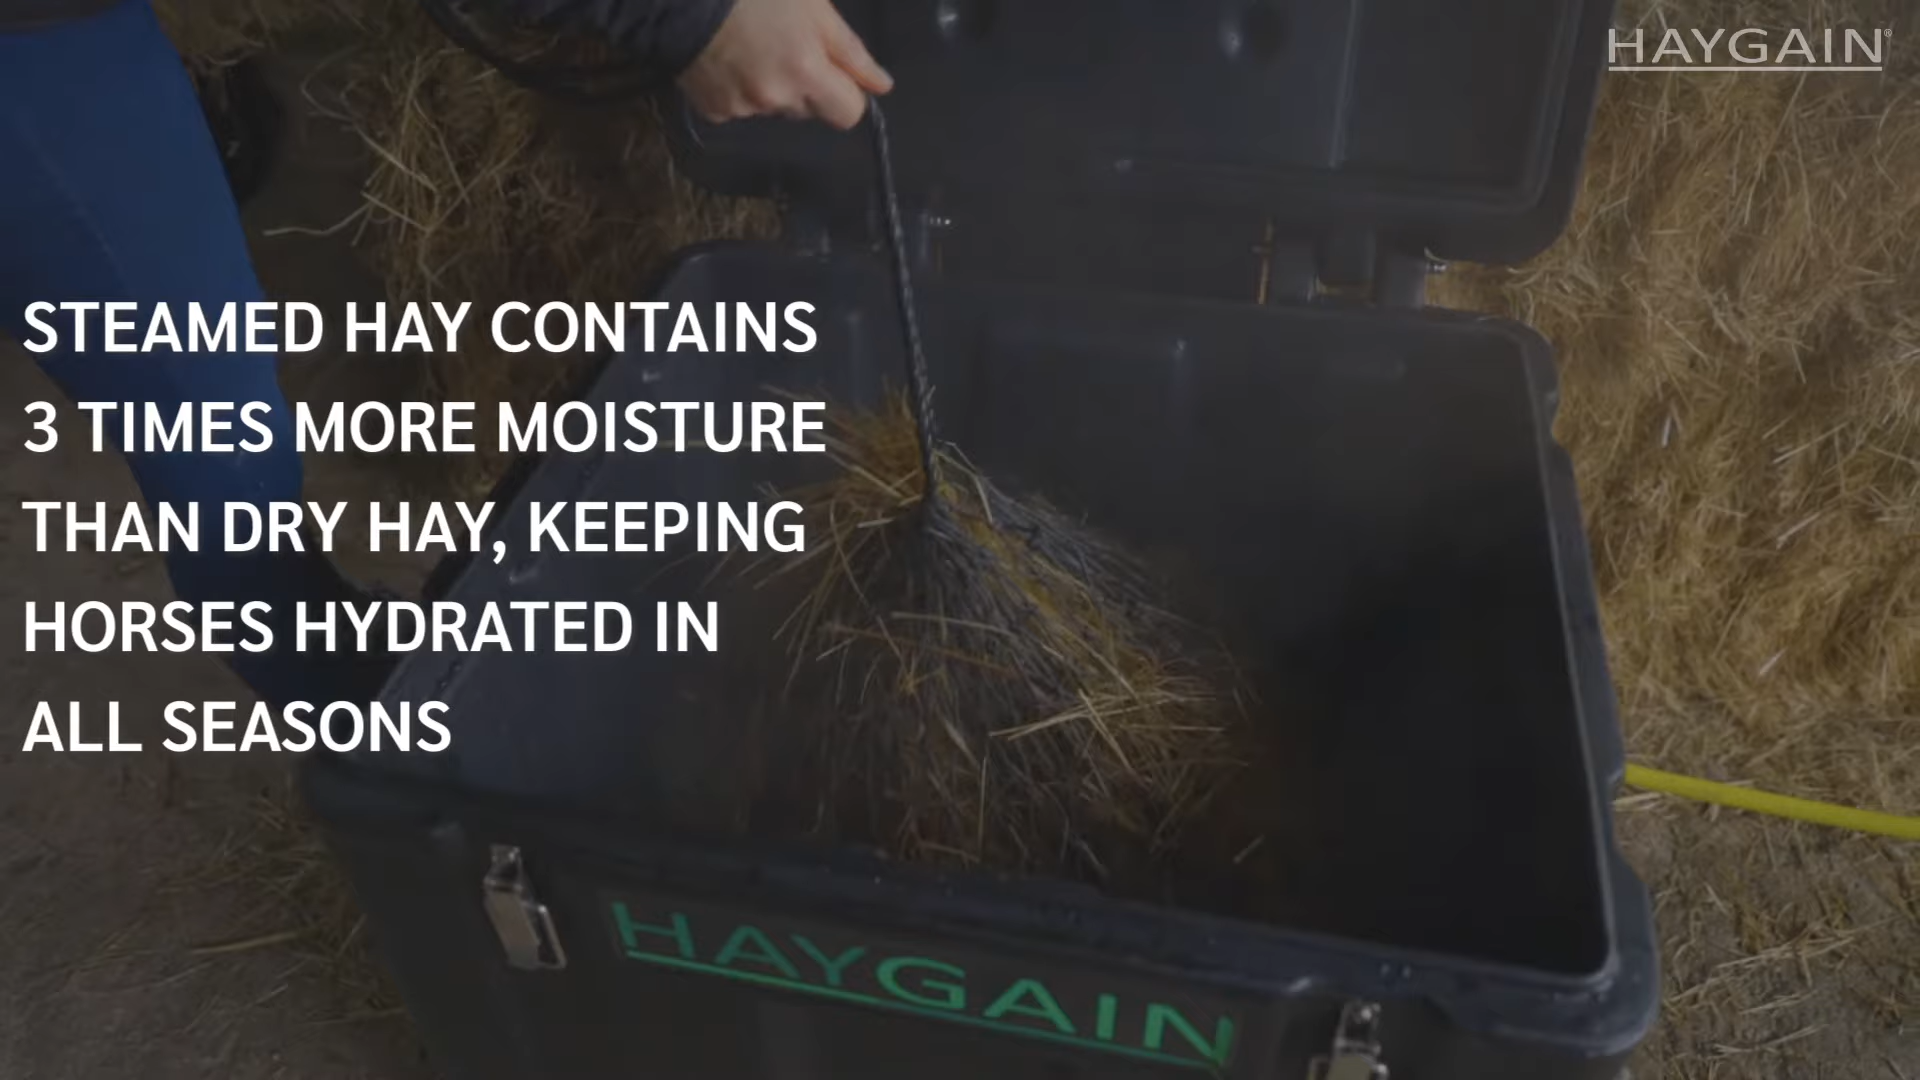 HAYGAIN®
STEAMED HAY CONTAINS
3 TIMES MORE MOISTURE
THAN DRY HAY, KEEPING
HORSES HYDRATED IN
ALL SEASONS
HAYGAIN